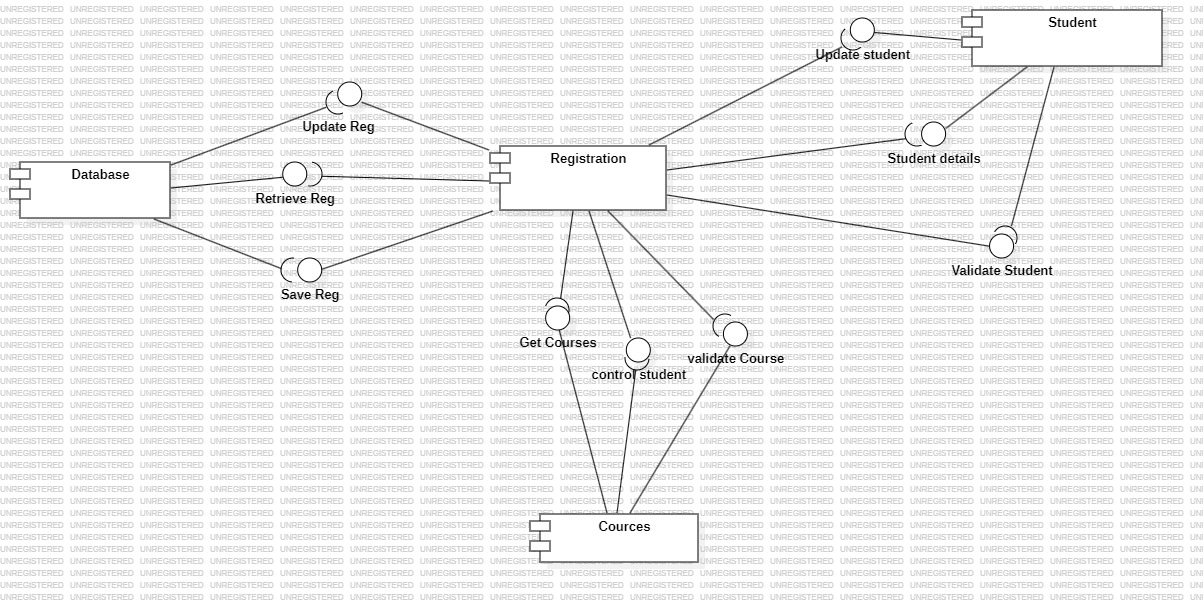 Student
Update student
Update Reg
Registration
Student details
Database
Retrieve Reg
Validate Student
Save Reg
Get Courses
validate Course
control student
Cources
UNREGISTERED